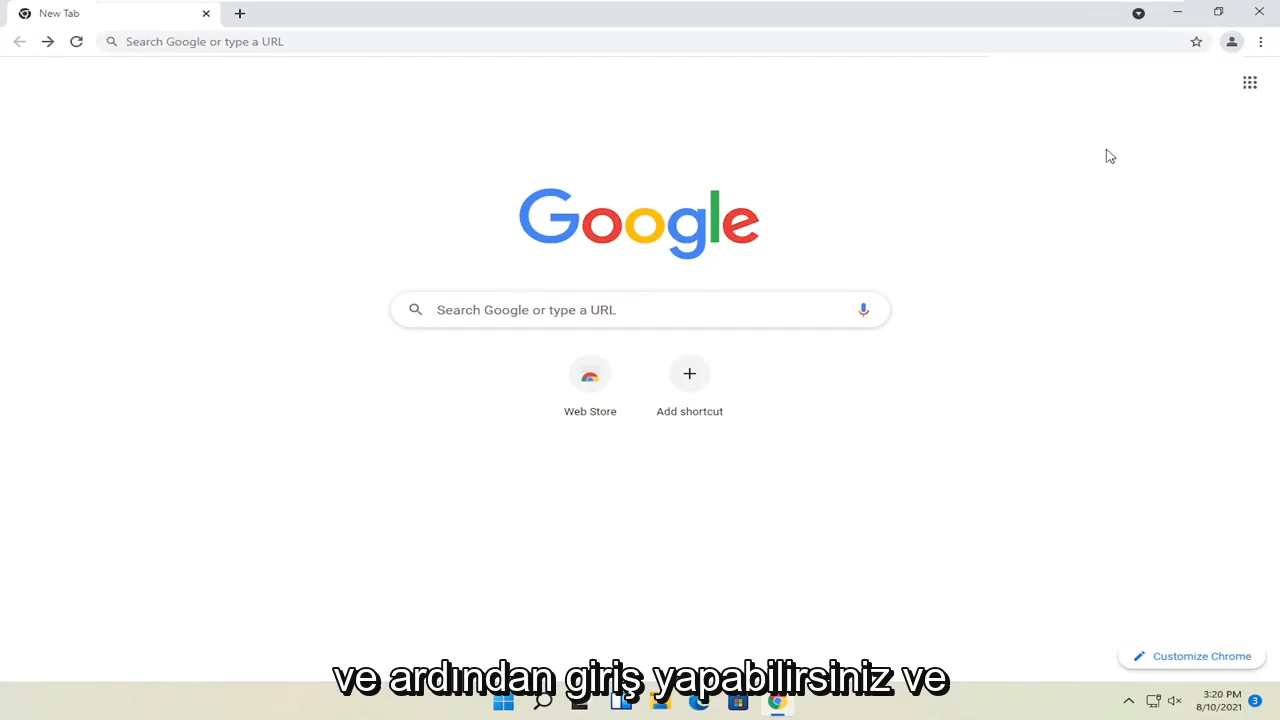 New Tab
Search Google or type a URL
Google
Search Google or type a URL
Web Store
Add shortcut
Customize Chrome
ve ardından giriş yapabilirsiniz ve
3:20 PM
8/10/2021
3